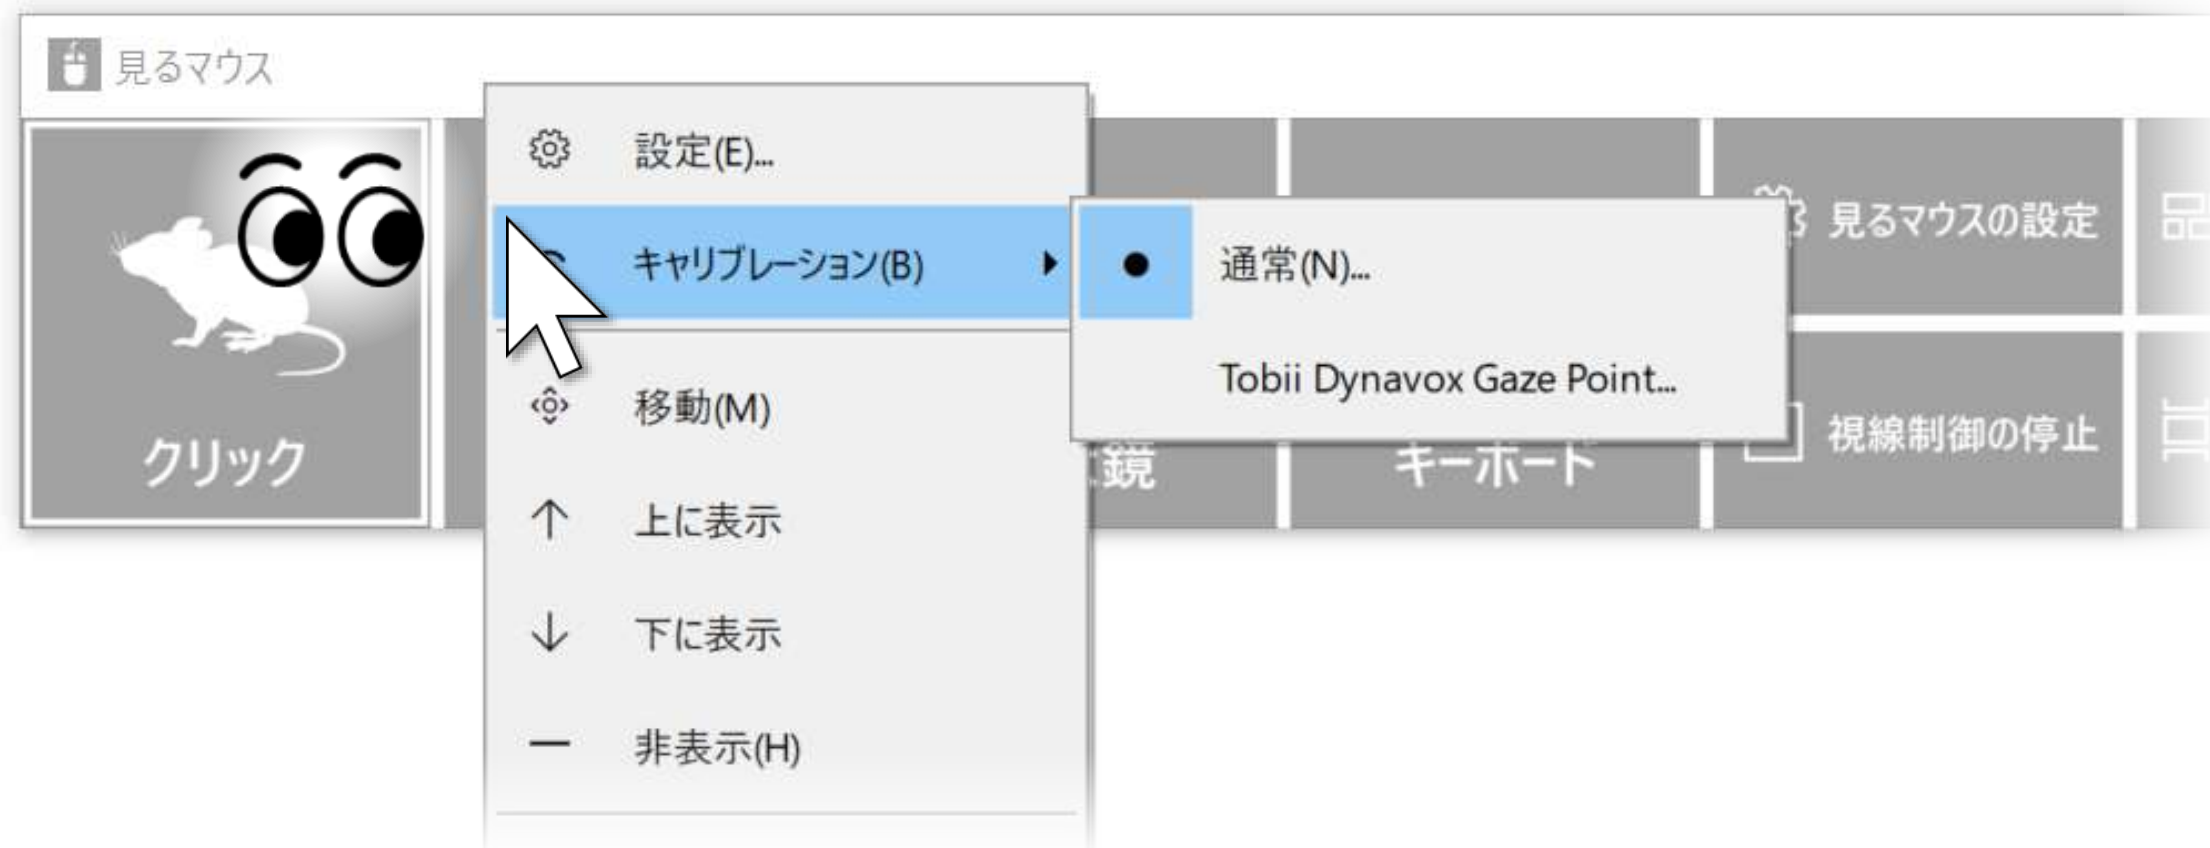 見るマウス
設定(E)...
キャリブレーション(B)
通常(N)...
Tobii Dynavox Gaze Point...
移動(M)
上に表示
下に表示
非表示(H)
クリック
鏡
キーボード
見るマウスの設定
視線制御の停止